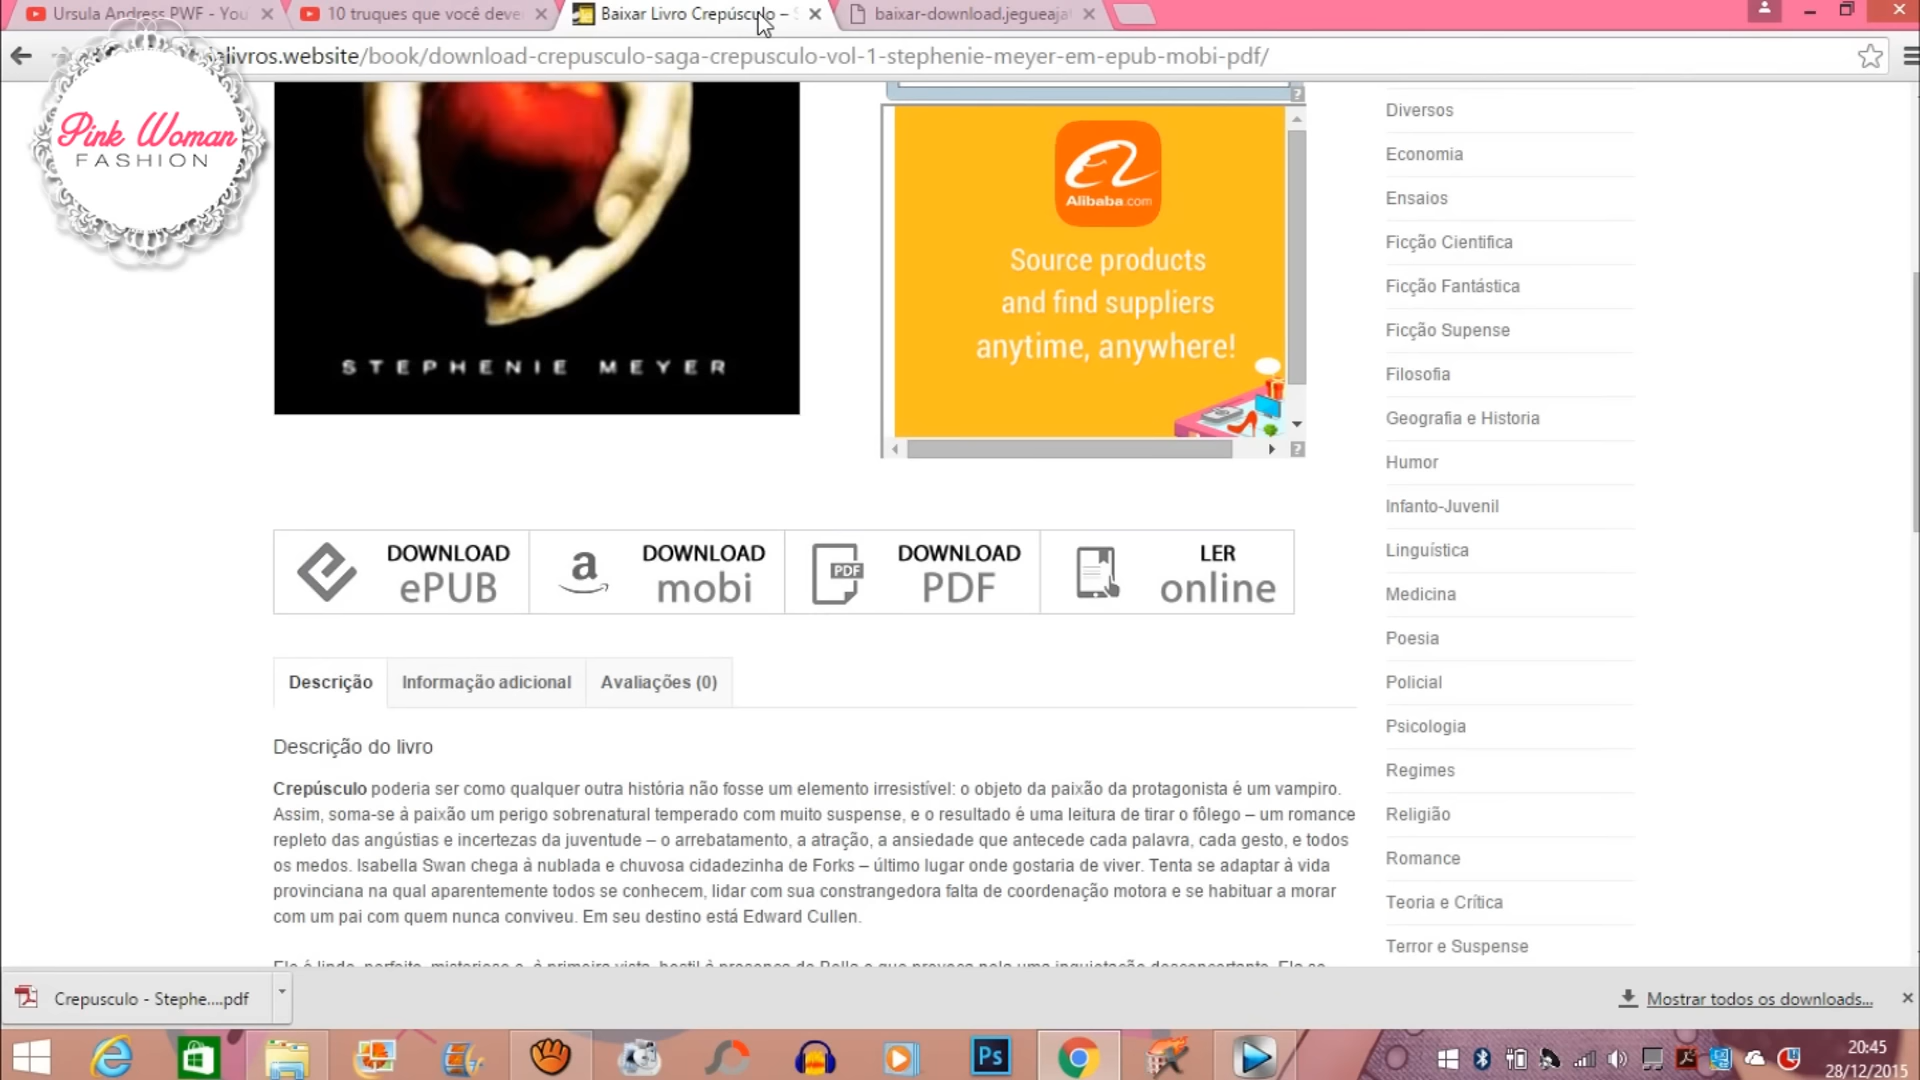 Ursula Andress PWF - You
10 truques que você deve
Baixar Livro Crepúsculo –
baixar-download.jegueaja
livros.website/book/download-crepusculo-saga-crepusculo-vol-1-stephenie-meyer-em-epub-mobi-pdf/
Pink Woman
FASHION
STEPHENIE MEYER
Alibaba.com
Source products
and find suppliers
anytime, anywhere!
Diversos
Economia
Ensaios
Ficção Cientifica
Ficção Fantástica
Ficção Supense
Filosofia
Geografia e Historia
Humor
Infanto-Juvenil
Linguística
Medicina
Poesia
Policial
Psicologia
Regimes
Religião
Romance
Teoria e Crítica
Terror e Suspense
DOWNLOAD
ePUB
DOWNLOAD
mobi
PDF
DOWNLOAD
PDF
LER
online
Descrição
Informação adicional
Avaliações (0)
Descrição do livro
Crepúsculo poderia ser como qualquer outra história não fosse um elemento irresistível: o objeto da paixão da protagonista é um vampiro.
Assim, soma-se à paixão um perigo sobrenatural temperado com muito suspense, e o resultado é uma leitura de tirar o fôlego – um romance
repleto das angústias e incertezas da juventude – o arrebatamento, a atração, a ansiedade que antecede cada palavra, cada gesto, e todos
os medos. Isabella Swan chega à nublada e chuvosa cidadezinha de Forks – último lugar onde gostaria de viver. Tenta se adaptar à vida
provinciana na qual aparentemente todos se conhecem, lidar com sua constrangedora falta de coordenação motora e se habituar a morar
com um pai com quem nunca conviveu. Em seu destino está Edward Cullen.
Crepusculo - Stephe....pdf
Mostrar todos os downloads...
Ps
20:45
28/12/2015